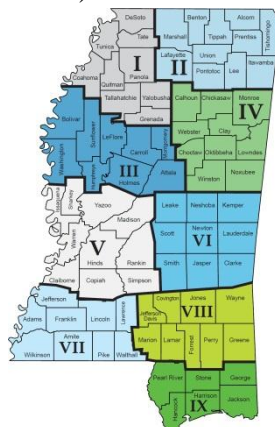 DeSoto
Tate
Tunica
I
Panola
Coahoma
Quitman
Tallahatchie
Yalobusha
Grenada
Benton
Alcorn
Tishomingo
Marshall
Tippah
Prentiss
Lafayette
Union
Itawamba
II
Pontotoc
Lee
Calhoun
Chickasaw
Monroe
IV
Webster
Clay
Choctaw
Oktibbeha
Lowndes
Winston
Noxubee
Bolivar
Sunflower
LeFlore
Carroll
Montgomery
Washington
Humphreys
III
Holmes
Attala
Issaquena
Sharkey
Yazoo
Madison
Warren
V
Hinds
Rankin
Claiborne
Copiah
Simpson
Leake
Neshoba
Kemper
Scott
Newton
Lauderdale
VI
Smith
Jasper
Clarke
Jefferson
Adams
Franklin
Lincoln
Lawrence
VII
Amite
Wilkinson
Pike
Walthall
Covington
Jones
Wayne
Jefferson
Davis
VIII
Marion
Lamar
Forrest
Perry
Greene
Pearl River
Stone
George
Hancock
Harrison
Jackson
IX